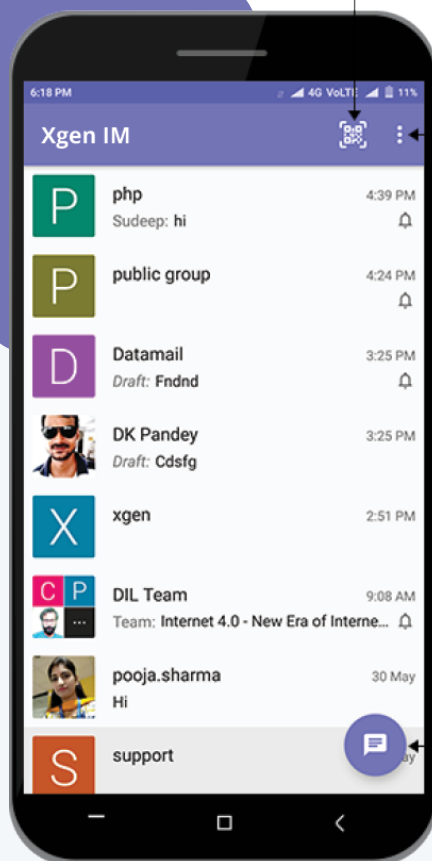 6:18 PM 4G VoLTE 11%
Xgen IM
P php 4:39 PM
Sudeep: hi
P public group 4:24 PM
D Datamail 3:25 PM
Draft: Fndnd
DK Pandey 3:25 PM
Draft: Cdsfg
X xgen 2:51 PM
C P DIL Team 9:08 AM
... Team: Internet 4.0 - New Era of Interne...
pooja.sharma 30 May
Hi
S support